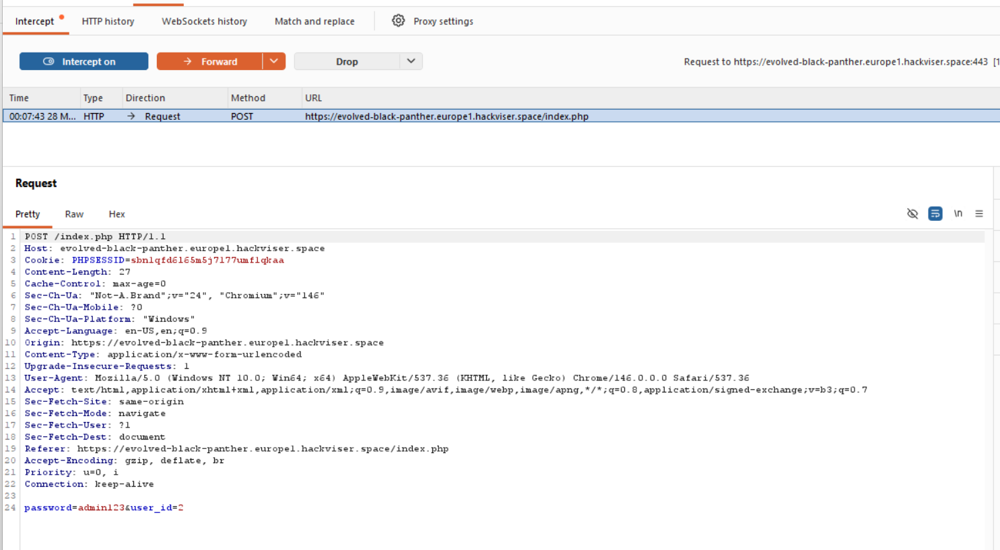 Intercept HTTP history WebSockets history Match and replace Proxy settings
Intercept on Forward Drop Request to https://evolved-black-panther.europe1.hackviser.space:443 [1
Time Type Direction Method URL
00:07:43 28 M... HTTP → Request POST https://evolved-black-panther.europe1.hackviser.space/index.php
Request
Pretty Raw Hex \n
1 POST /index.php HTTP/1.1
2 Host: evolved-black-panther.europe1.hackviser.space
3 Cookie: PHPSESSID=sbnlqfd6l65m5j7l77umflqkaa
4 Content-Length: 27
5 Cache-Control: max-age=0
6 Sec-Ch-Ua: "Not-A.Brand";v="24", "Chromium";v="146"
7 Sec-Ch-Ua-Mobile: ?0
8 Sec-Ch-Ua-Platform: "Windows"
9 Accept-Language: en-US,en;q=0.9
10 Origin: https://evolved-black-panther.europe1.hackviser.space
11 Content-Type: application/x-www-form-urlencoded
12 Upgrade-Insecure-Requests: 1
13 User-Agent: Mozilla/5.0 (Windows NT 10.0; Win64; x64) AppleWebKit/537.36 (KHTML, like Gecko) Chrome/146.0.0.0 Safari/537.36
14 Accept: text/html,application/xhtml+xml,application/xml;q=0.9,image/avif,image/webp,image/apng,*/*;q=0.8,application/signed-exchange;v=b3;q=0.7
15 Sec-Fetch-Site: same-origin
16 Sec-Fetch-Mode: navigate
17 Sec-Fetch-User: ?1
18 Sec-Fetch-Dest: document
19 Referer: https://evolved-black-panther.europe1.hackviser.space/index.php
20 Accept-Encoding: gzip, deflate, br
21 Priority: u=0, i
22 Connection: keep-alive
23
24 password=admin123&user_id=2